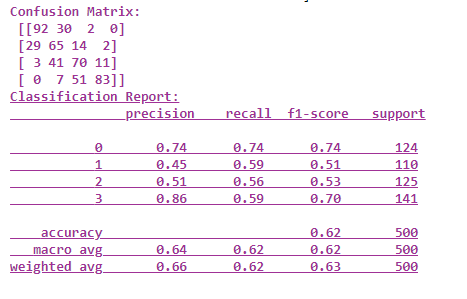 Confusion Matrix:
[[92 30 2 0]
[29 65 14 2]
[ 3 41 70 11]
[ 0 7 51 83]]
Classification Report:
precision recall f1-score support
0 0.74 0.74 0.74 124
1 0.45 0.59 0.51 110
2 0.51 0.56 0.53 125
3 0.86 0.59 0.70 141
accuracy 0.62 500
macro avg 0.64 0.62 0.62 500
weighted avg 0.66 0.62 0.63 500